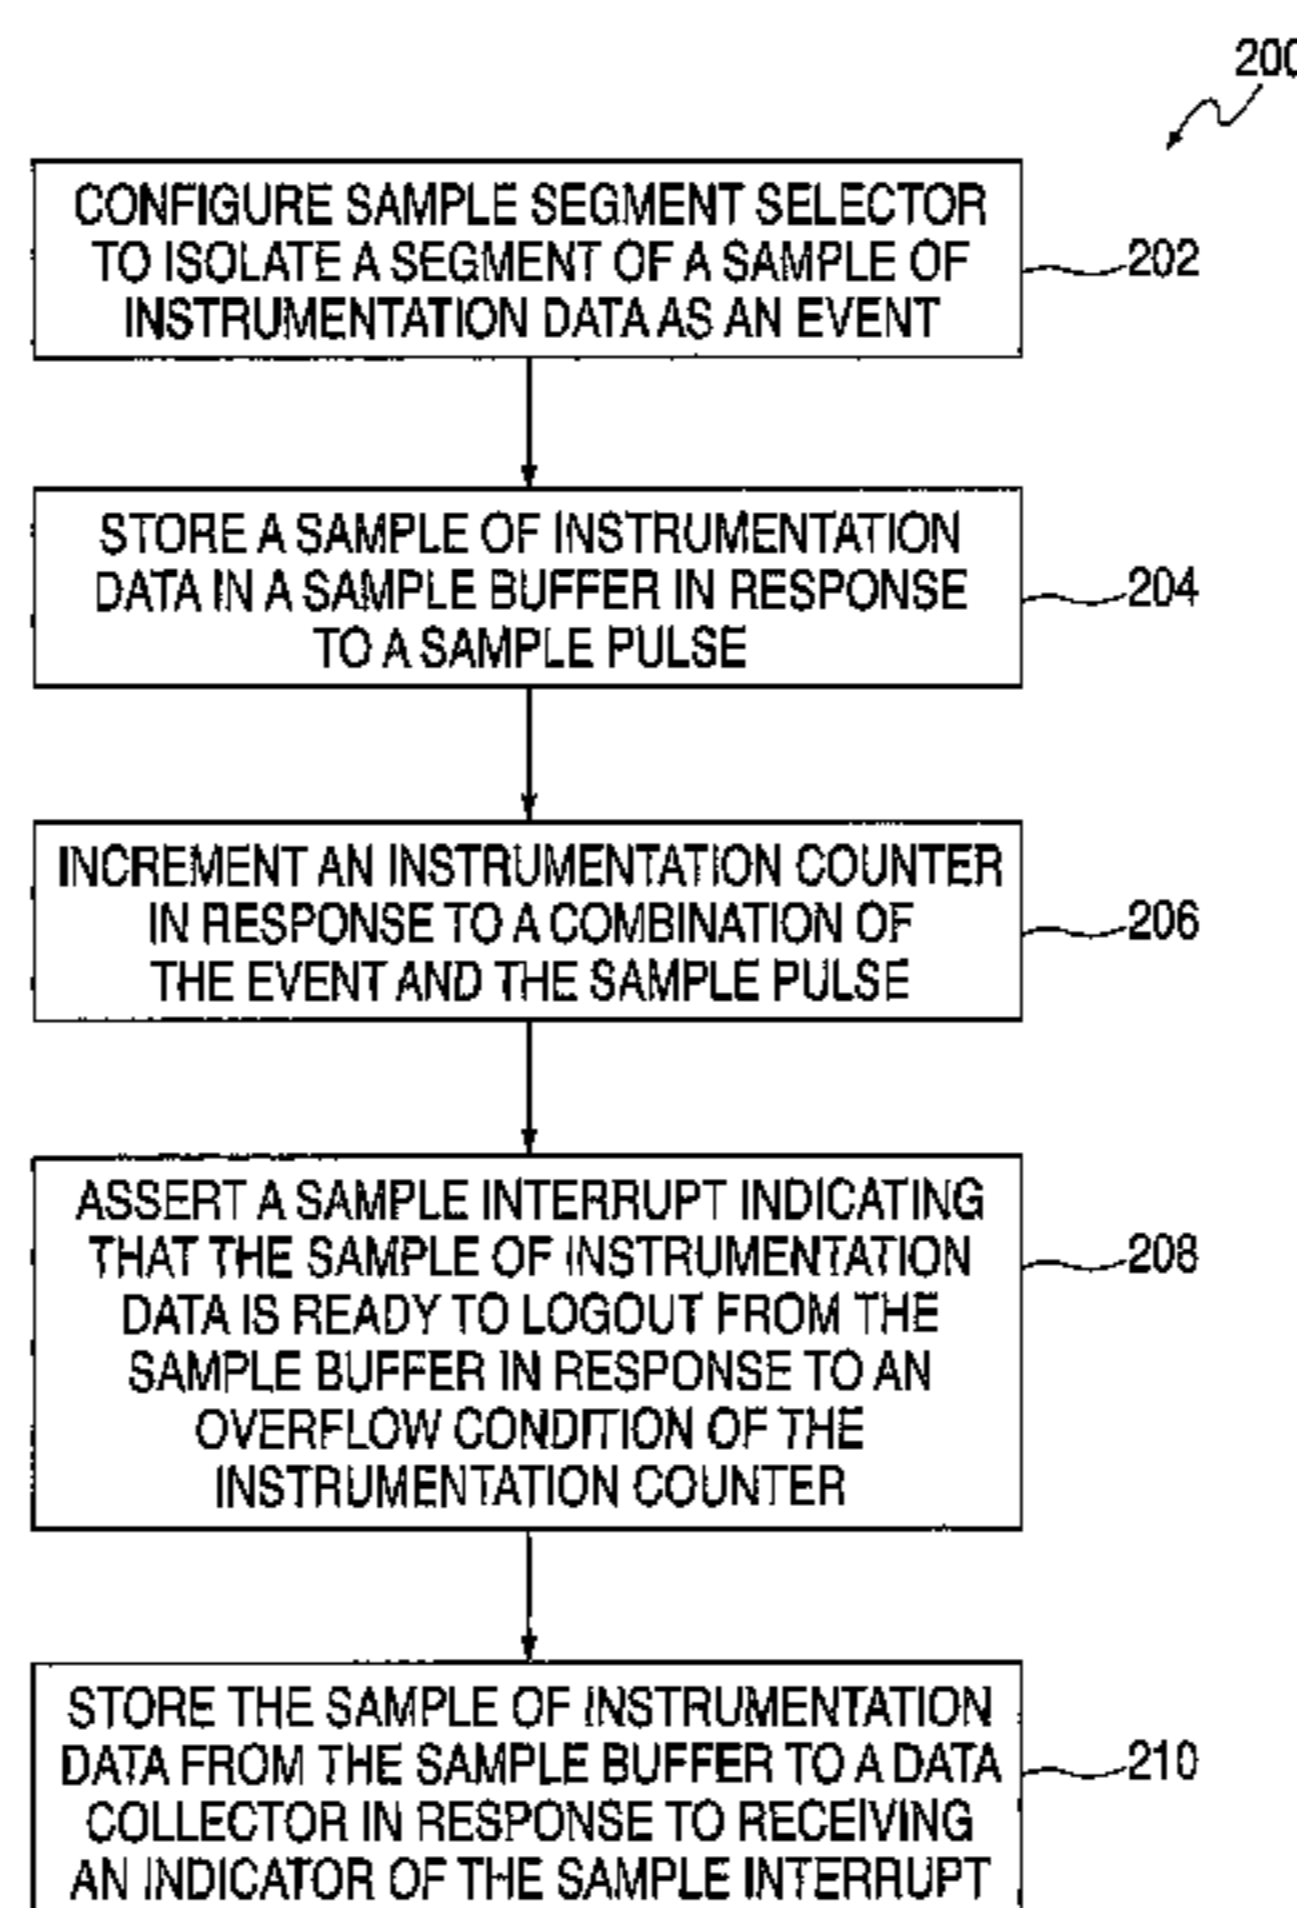 200
CONFIGURE SAMPLE SEGMENT SELECTOR
TO ISOLATE A SEGMENT OF A SAMPLE OF
INSTRUMENTATION DATA AS AN EVENT
202
STORE A SAMPLE OF INSTRUMENTATION
DATA IN A SAMPLE BUFFER IN RESPONSE
TO A SAMPLE PULSE
204
INCREMENT AN INSTRUMENTATION COUNTER
IN RESPONSE TO A COMBINATION OF
THE EVENT AND THE SAMPLE PULSE
206
ASSERT A SAMPLE INTERRUPT INDICATING
THAT THE SAMPLE OF INSTRUMENTATION
DATA IS READY TO LOGOUT FROM THE
SAMPLE BUFFER IN RESPONSE TO AN
OVERFLOW CONDITION OF THE
INSTRUMENTATION COUNTER
208
STORE THE SAMPLE OF INSTRUMENTATION
DATA FROM THE SAMPLE BUFFER TO A DATA
COLLECTOR IN RESPONSE TO RECEIVING
AN INDICATOR OF THE SAMPLE INTERRUPT
210